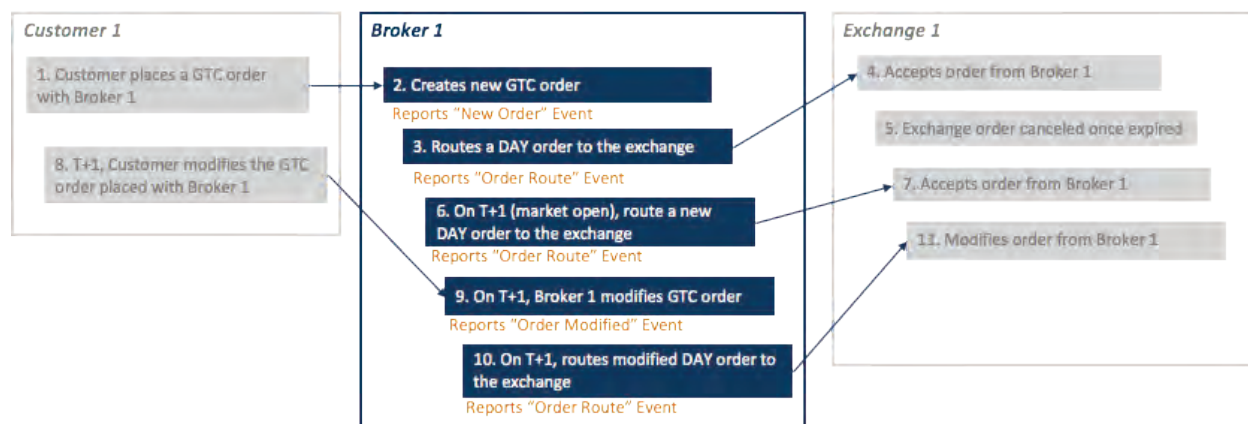 Customer 1
1. Customer places a GTC order
with Broker 1
8. T+1, Customer modifies the GTC
order placed with Broker 1
Broker 1
2. Creates new GTC order
Reports "New Order" Event
3. Routes a DAY order to the exchange
Reports "Order Route" Event
6. On T+1 (market open), route a new
DAY order to the exchange
Reports "Order Route" Event
9. On T+1, Broker 1 modifies GTC order
Reports "Order Modified" Event
10. On T+1, routes modified DAY order to
the exchange
Reports "Order Route" Event
Exchange 1
4. Accepts order from Broker 1
5. Exchange order canceled once expired
7. Accepts order from Broker 1
11. Modifies order from Broker 1